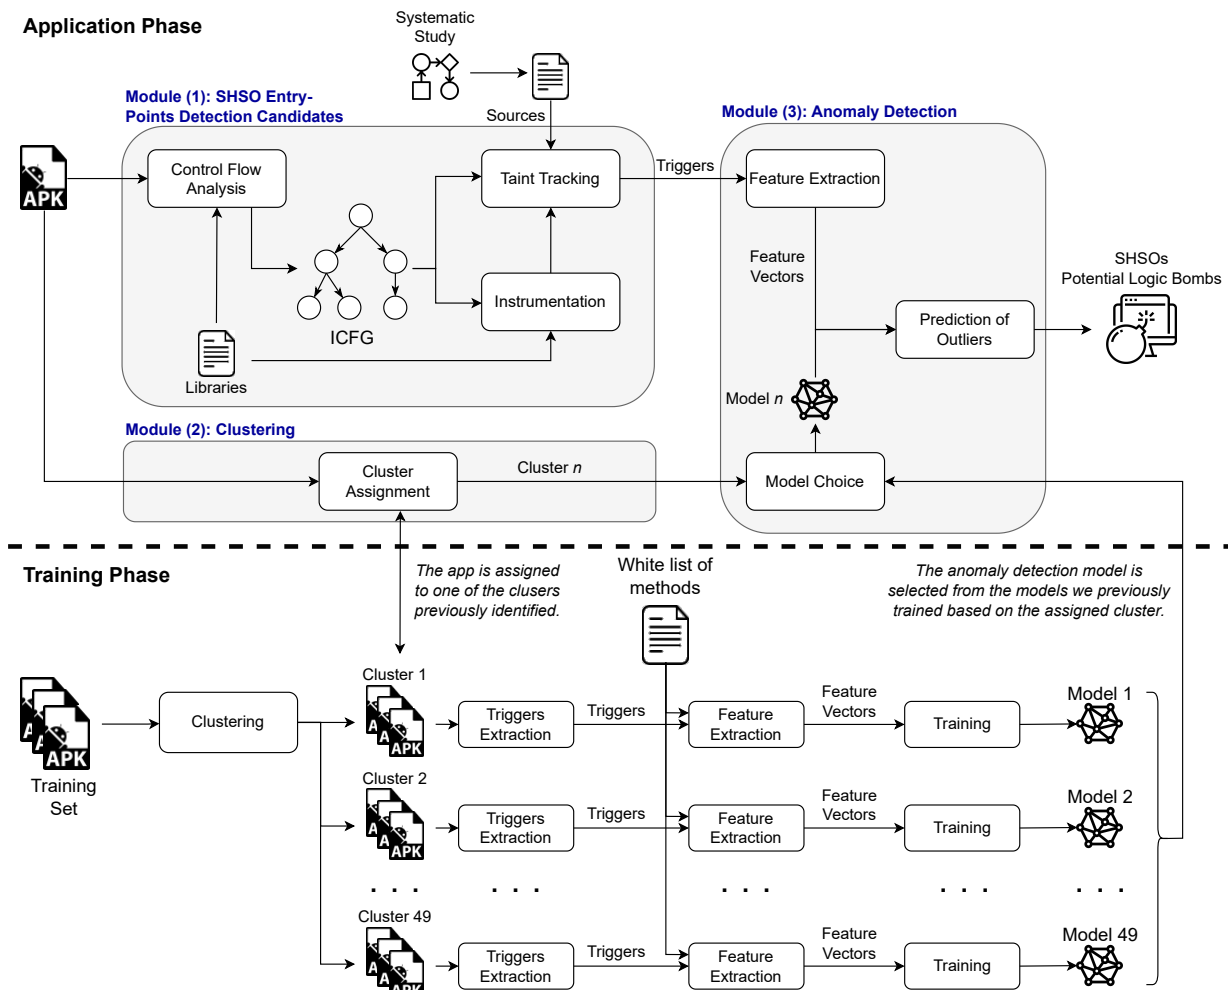 Application Phase
Systematic
Study
Module (1): SHSO Entry-
Points Detection Candidates
Sources
Module (3): Anomaly Detection
APK
Control Flow
Analysis
Taint Tracking
Triggers
Feature Extraction
Feature
Vectors
SHSOs
Potential Logic Bombs
Instrumentation
ICFG
Prediction of
Outliers
Libraries
Model n
Module (2): Clustering
Cluster
Assignment
Cluster n
Model Choice
Training Phase
The app is assigned
to one of the clusers
previously identified.
White list of
methods
The anomaly detection model is
selected from the models we previously
trained based on the assigned cluster.
APK
Training
Set
Clustering
Cluster 1
APK
Triggers
Extraction
Triggers
Feature
Extraction
Feature
Vectors
Training
Model 1
Cluster 2
APK
Triggers
Extraction
Triggers
Feature
Extraction
Feature
Vectors
Training
Model 2
. . .
. . .
. . .
. . .
. . .
Cluster 49
APK
Triggers
Extraction
Triggers
Feature
Extraction
Feature
Vectors
Training
Model 49